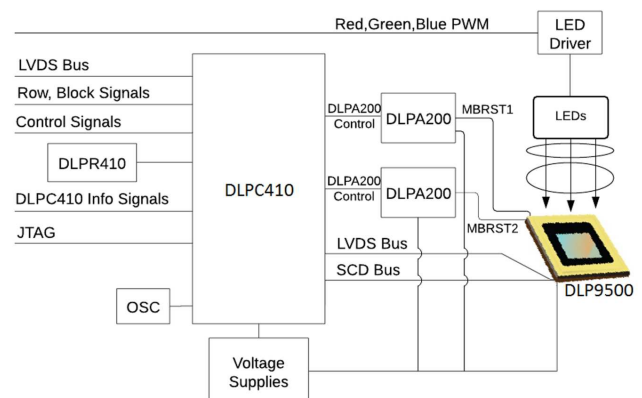 Red,Green,Blue PWM
LED
Driver
LVDS Bus
Row, Block Signals
Control Signals
DLPR410
DLPC410 Info Signals
JTAG
OSC
DLPC410
Voltage
Supplies
DLPA200
Control
DLPA200
MBRST1
DLPA200
Control
DLPA200
MBRST2
LVDS Bus
SCD Bus
LEDs
DLP9500